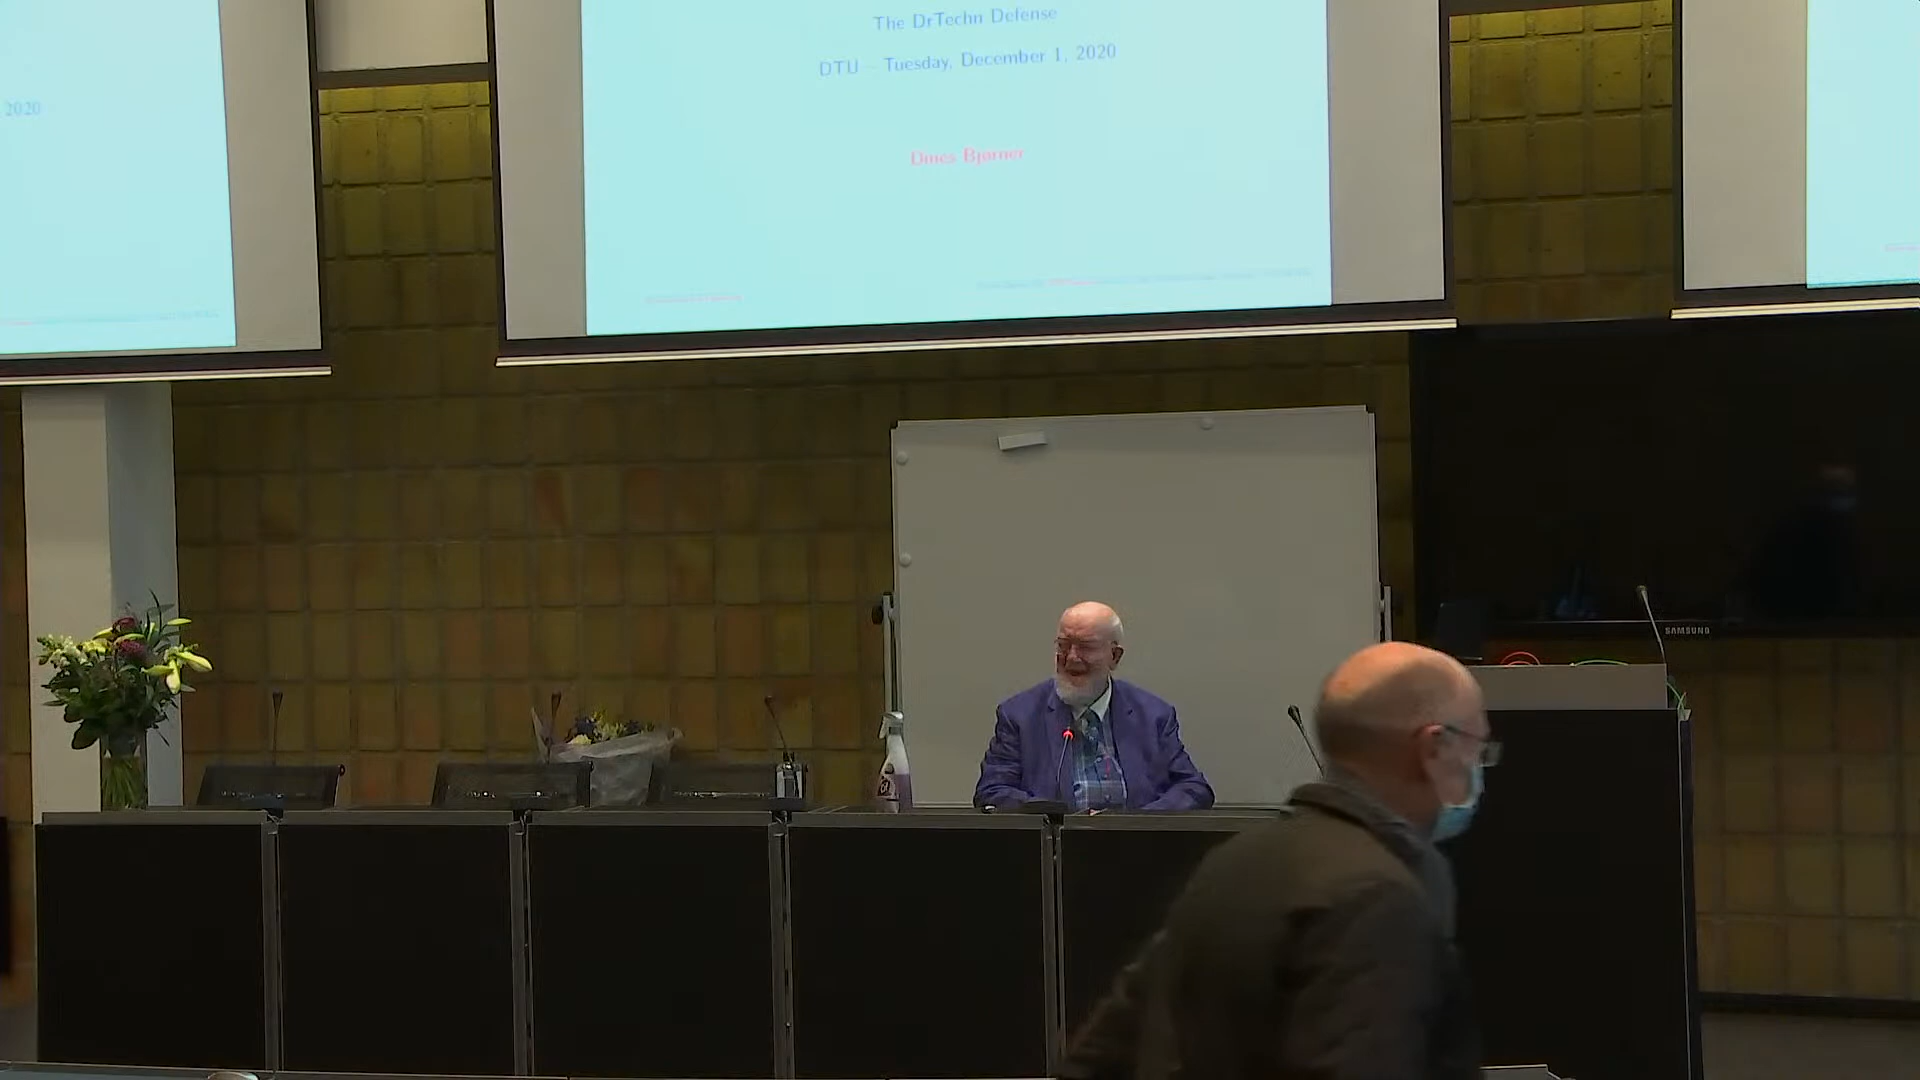 The DrTechn Defense
DTU – Tuesday, December 1, 2020
Dines Bjørner
2020
SAMSUNG